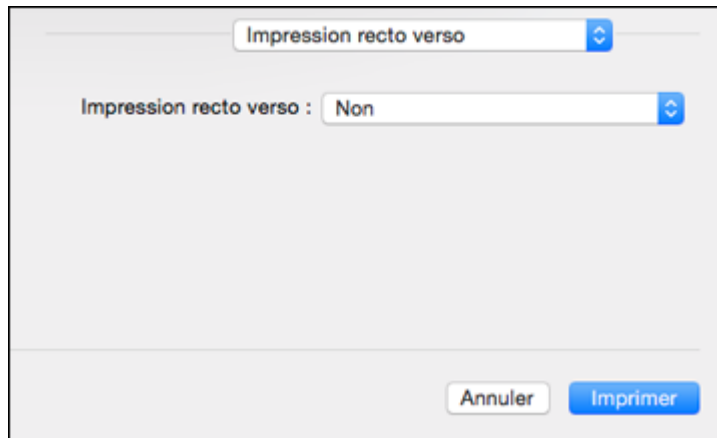 Impression recto verso
Impression recto verso : Non
Annuler Imprimer